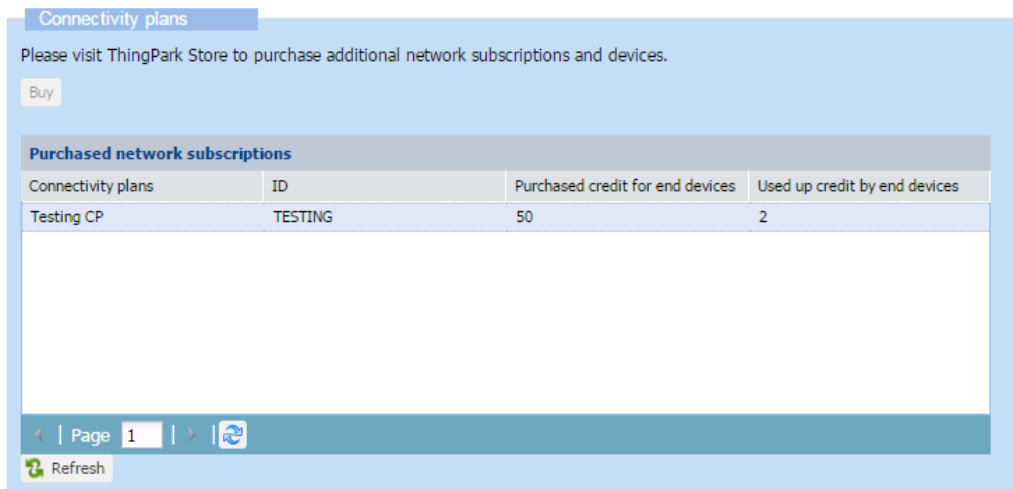 Connectivity plans
Please visit ThingPark Store to purchase additional network subscriptions and devices.
Buy
Purchased network subscriptions
Connectivity plans ID Purchased credit for end devices Used up credit by end devices
Testing CP TESTING 50 2
Page 1
Refresh